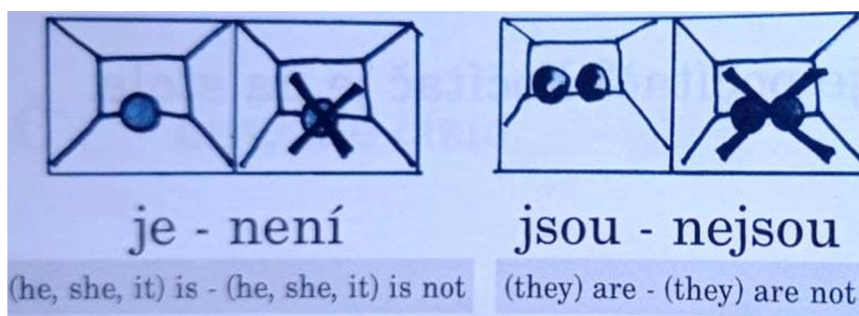 je - není
jsou - nejsou
(he, she, it) is - (he, she, it) is not
(they) are - (they) are not